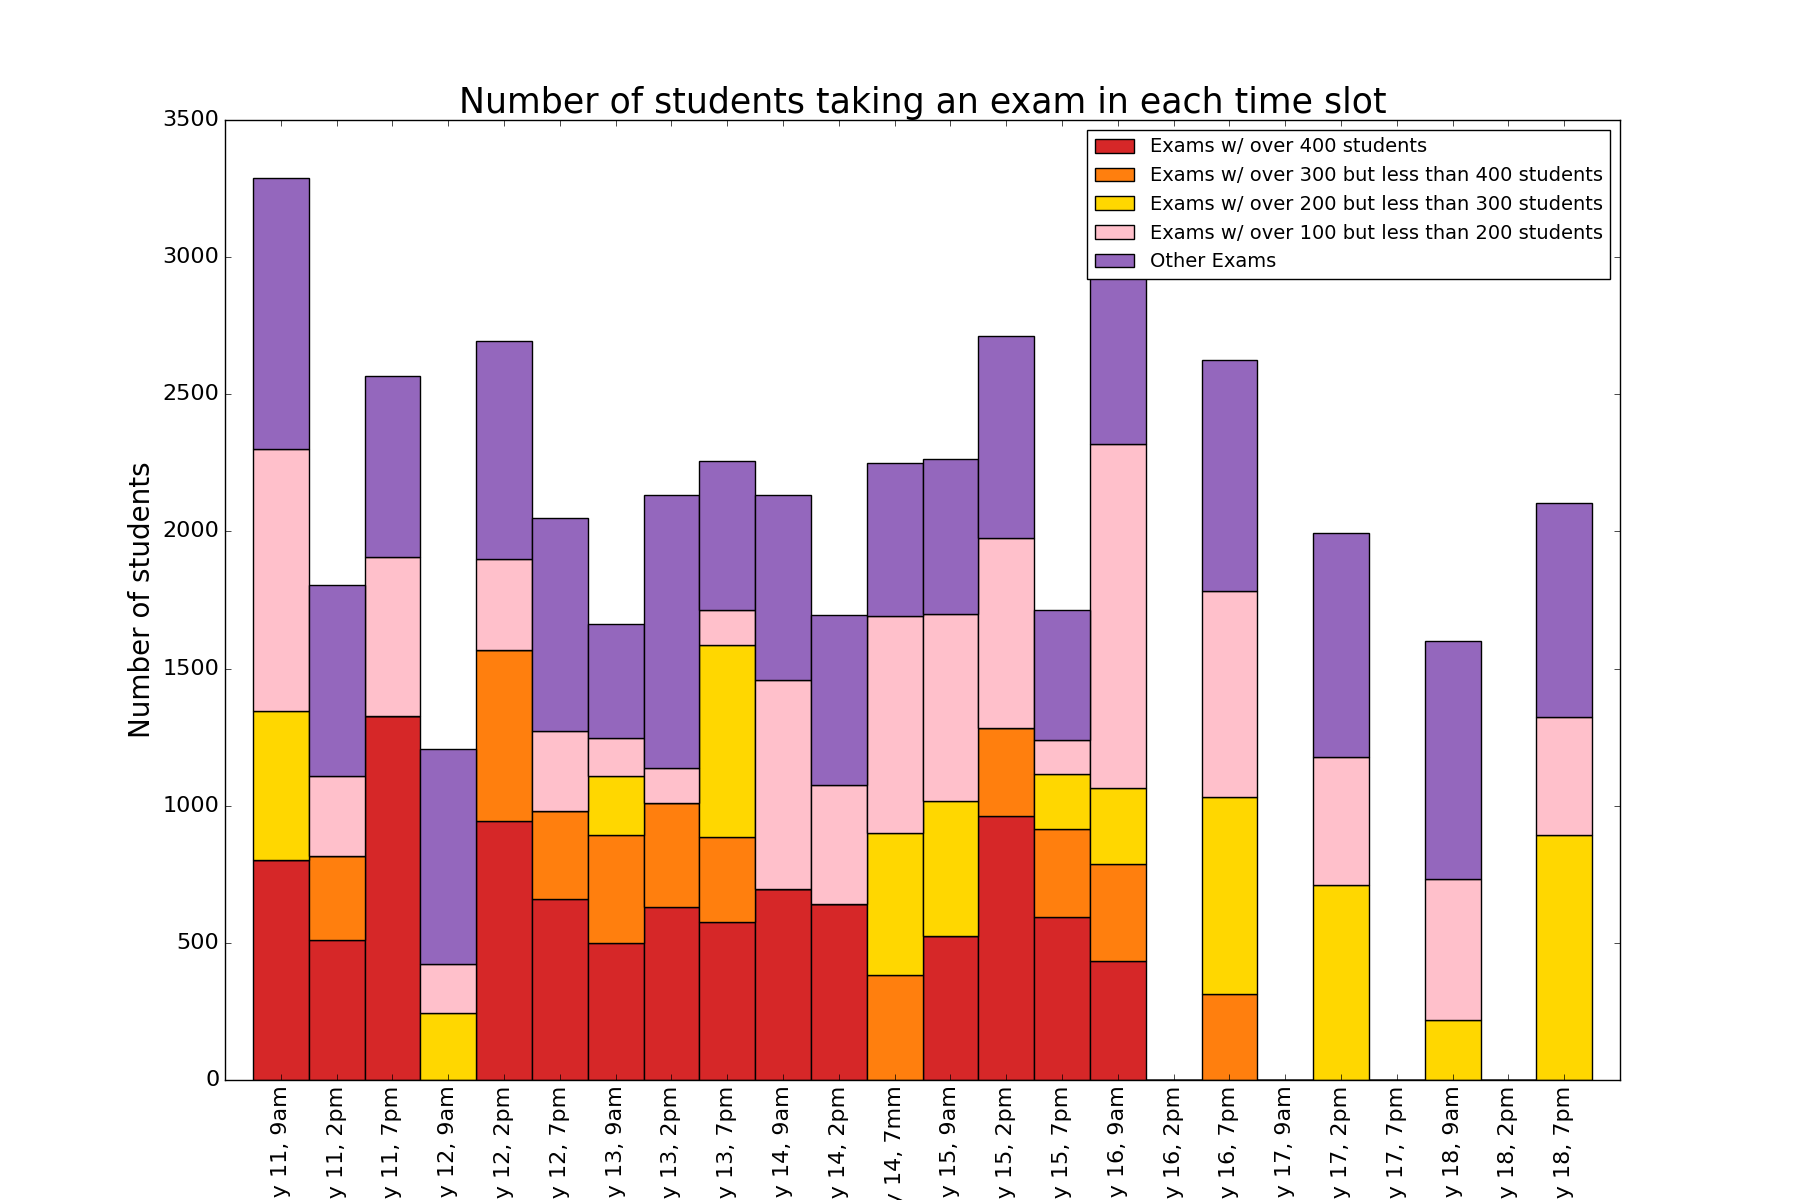 Number of students taking an exam in each time slot
Exams w/ over 400 students
Exams w/ over 300 but less than 400 students
Exams w/ over 200 but less than 300 students
Exams w/ over 100 but less than 200 students
Other Exams
3500
3000
2500
2000
1500
1000
500
0
Number of students
y 11, 9am
y 11, 2pm
y 11, 7pm
y 12, 9am
y 12, 2pm
y 12, 7pm
y 13, 9am
y 13, 2pm
y 13, 7pm
y 14, 9am
y 14, 2pm
y 14, 7mm
y 15, 9am
y 15, 2pm
y 15, 7pm
y 16, 9am
y 16, 2pm
y 16, 7pm
y 17, 9am
y 17, 2pm
y 17, 7pm
y 18, 9am
y 18, 2pm
y 18, 7pm